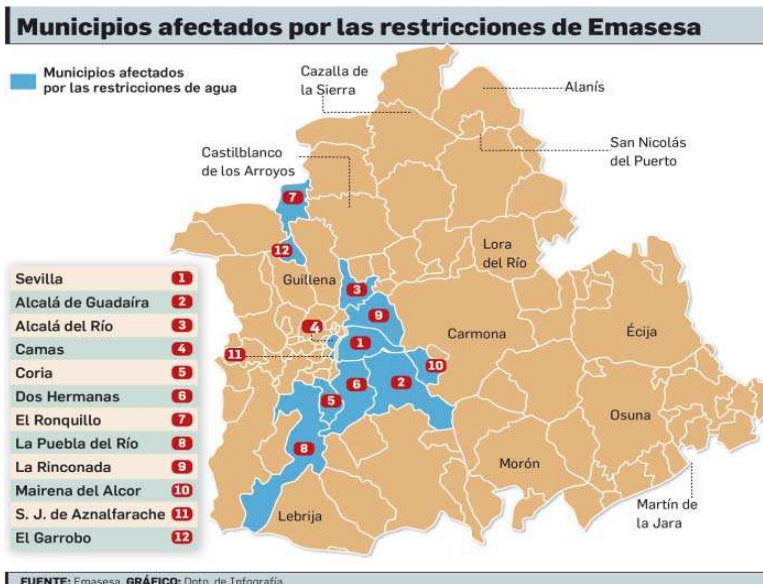 Municipios afectados por las restricciones de Emasesa
Municipios afectados
por las restricciones de agua
Cazalla de
la Sierra
Alanís
San Nicolás
del Puerto
Castilblanco
de los Arroyos
7
12
Guillena
Lora
del Río
3
9
4
1
Carmona
Écija
11
10
2
6
5
Osuna
8
Morón
Lebrija
Martín de
la Jara
Sevilla 1
Alcalá de Guadaíra 2
Alcalá del Río 3
Camas 4
Coria 5
Dos Hermanas 6
El Ronquillo 7
La Puebla del Río 8
La Rinconada 9
Mairena del Alcor 10
S. J. de Aznalfarache 11
El Garrobo 12
FUENTE: Emasesa. GRÁFICO: Dpto. de Infografía.